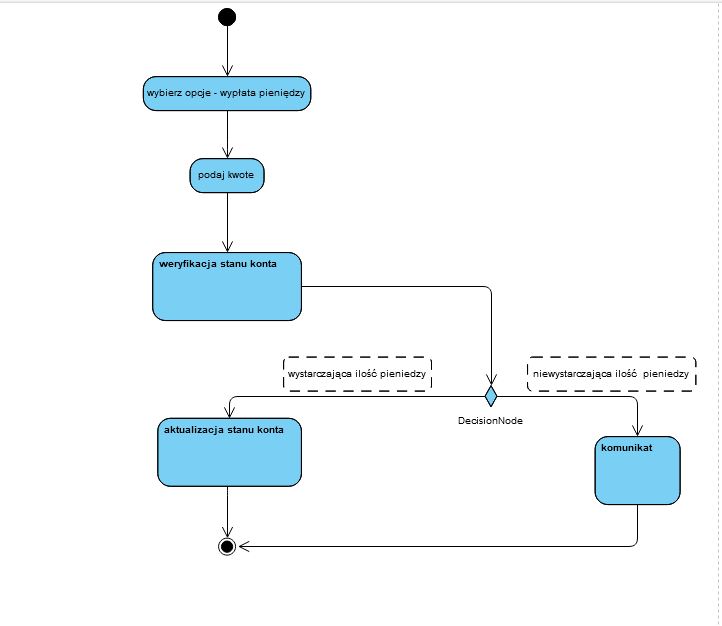 wybierz opcje - wypłata pieniędzy
podaj kwote
weryfikacja stanu konta
wystarczająca ilość pieniedzy
niewystarczająca ilość pieniedzy
DecisionNode
aktualizacja stanu konta
komunikat